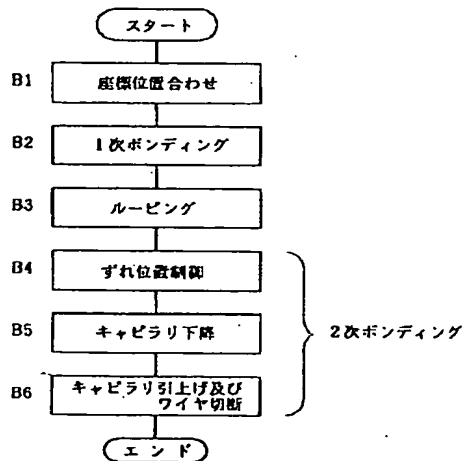 スタート
B1 座標位置合わせ
B2 1次ボンディング
B3 ルーピング
B4 ずれ位置制御
B5 キャピラリ下降
2次ボンディング
B6 キャピラリ引上げ及び
ワイヤ切断
エンド